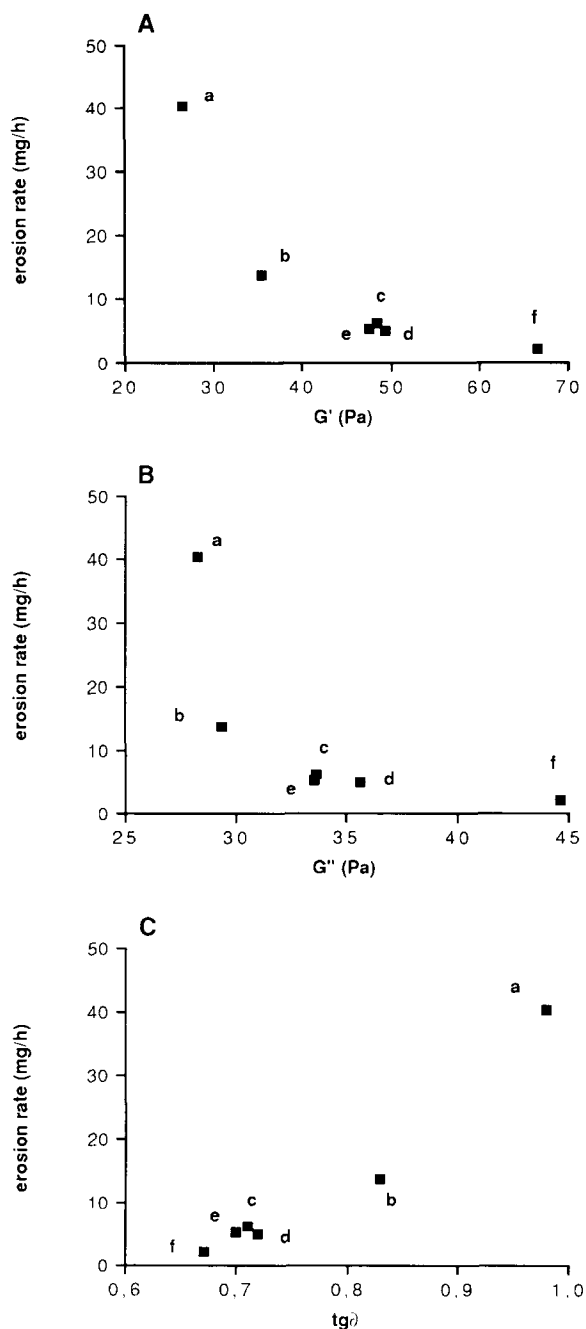 A
50
a
40
30
erosion rate (mg/h)
20
b
10
c
f
e
d
0
20 30 40 50 60 70
G' (Pa)
B
50
a
40
30
erosion rate (mg/h)
20
b
10
c
f
e
d
0
25 30 35 40 45
G" (Pa)
C
50
a
40
30
erosion rate (mg/h)
20
b
10
c
e
d
f
0
0,6 0,7 0,8 0,9 1,0
tg∂